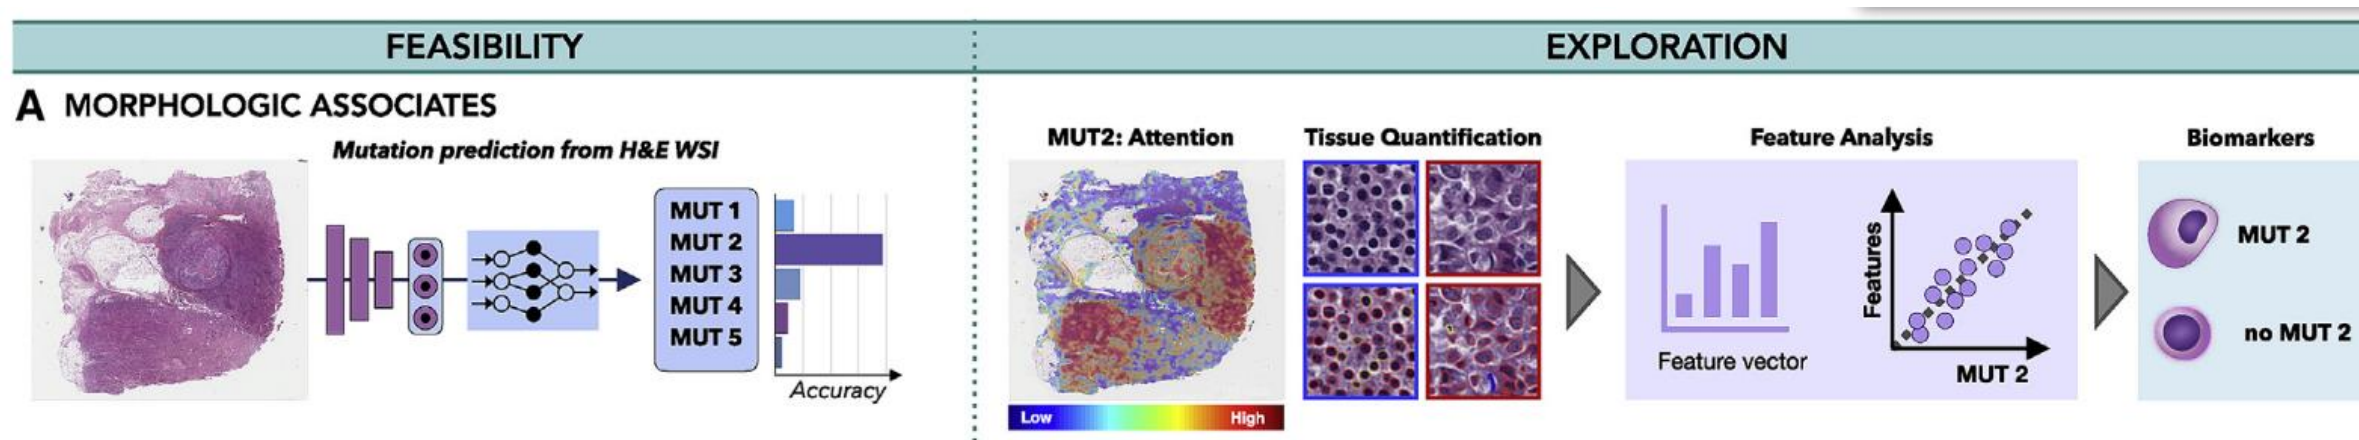 FEASIBILITY
EXPLORATION
A MORPHOLOGIC ASSOCIATES
Mutation prediction from H&E WSI
MUT 1
MUT 2
MUT 3
MUT 4
MUT 5
Accuracy
MUT2: Attention
Low
High
Tissue Quantification
Feature Analysis
Feature vector
Features
MUT 2
Biomarkers
MUT 2
no MUT 2